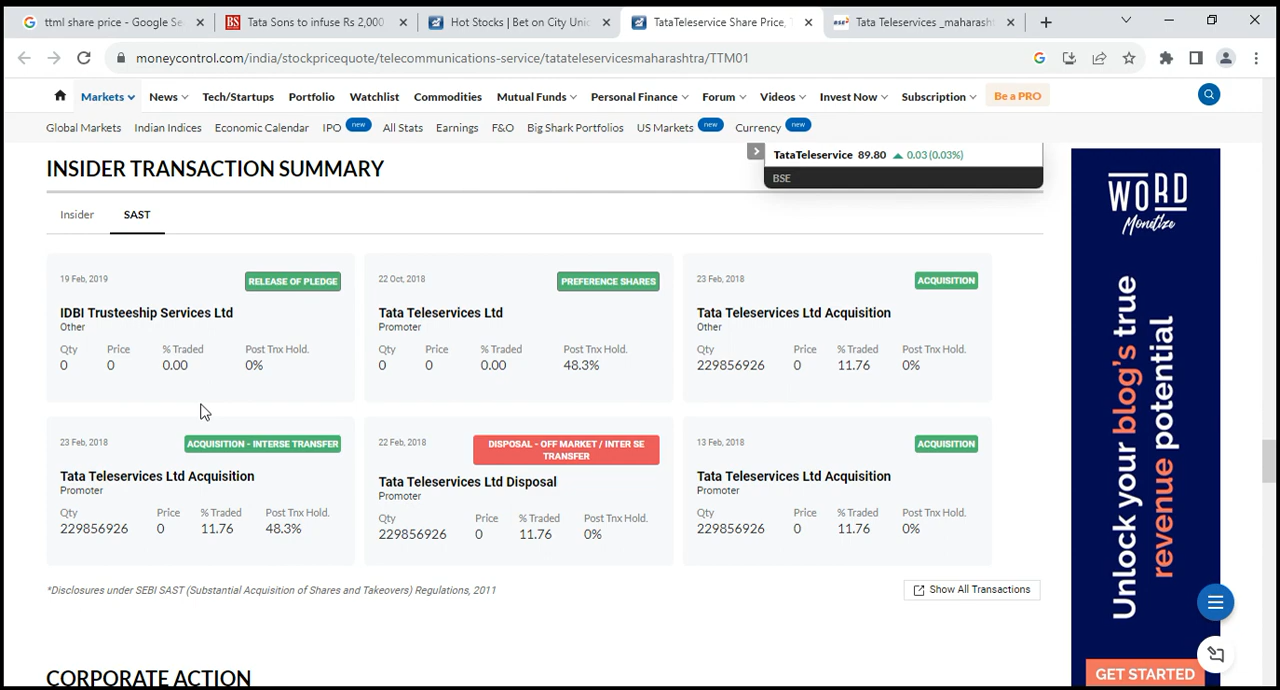 ttml share price - Google Se
Tata Sons to infuse Rs 2,000
Hot Stocks | Bet on City Uni
TataTeleservice Share Price,
Tata Teleservices _maharasht
moneycontrol.com/india/stockpricequote/telecommunications-service/tatateleservicesmaharashtra/TTM01
Markets News Tech/Startups Portfolio Watchlist Commodities Mutual Funds Personal Finance Forum Videos Invest Now Subscription Be a PRO
Global Markets Indian Indices Economic Calendar IPO new All Stats Earnings F&O Big Shark Portfolios US Markets new Currency new
INSIDER TRANSACTION SUMMARY
TataTeleservice 89.80 ▲ 0.03 (0.03%)
BSE
Insider SAST
19 Feb, 2019 RELEASE OF PLEDGE
IDBI Trusteeship Services Ltd
Other
Qty Price % Traded Post Tnx Hold.
0 0 0.00 0%
22 Oct, 2018 PREFERENCE SHARES
Tata Teleservices Ltd
Promoter
Qty Price % Traded Post Tnx Hold.
0 0 0.00 48.3%
23 Feb, 2018 ACQUISITION
Tata Teleservices Ltd Acquisition
Other
Qty Price % Traded Post Tnx Hold.
229856926 0 11.76 0%
23 Feb, 2018 ACQUISITION - INTERSE TRANSFER
Tata Teleservices Ltd Acquisition
Promoter
Qty Price % Traded Post Tnx Hold.
229856926 0 11.76 48.3%
22 Feb, 2018 DISPOSAL - OFF MARKET / INTER SE
TRANSFER
Tata Teleservices Ltd Disposal
Promoter
Qty Price % Traded Post Tnx Hold.
229856926 0 11.76 0%
13 Feb, 2018 ACQUISITION
Tata Teleservices Ltd Acquisition
Promoter
Qty Price % Traded Post Tnx Hold.
229856926 0 11.76 0%
*Disclosures under SEBI SAST (Substantial Acquisition of Shares and Takeovers) Regulations, 2011
Show All Transactions
CORPORATE ACTION
WORD
Monetize
Unlock your blog's true
revenue potential
GET STARTED